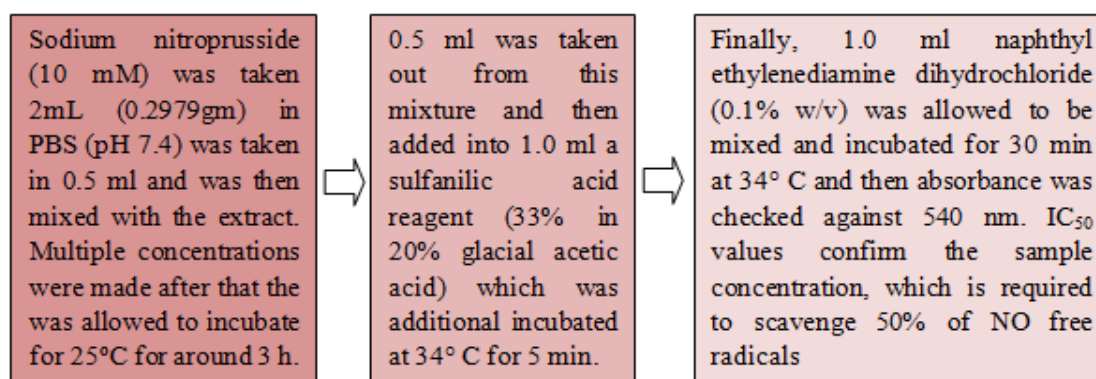 Sodium nitroprusside
(10 mM) was taken
2mL (0.2979gm) in
PBS (pH 7.4) was taken
in 0.5 ml and was then
mixed with the extract.
Multiple concentrations
were made after that the
was allowed to incubate
for 25°C for around 3 h.
0.5 ml was taken
out from this
mixture and then
added into 1.0 ml a
sulfanilic acid
reagent (33% in
20% glacial acetic
acid) which was
additional incubated
at 34° C for 5 min.
Finally, 1.0 ml naphthyl
ethylenediamine dihydrochloride
(0.1% w/v) was allowed to be
mixed and incubated for 30 min
at 34° C and then absorbance was
checked against 540 nm. IC₅₀
values confirm the sample
concentration, which is required
to scavenge 50% of NO free
radicals